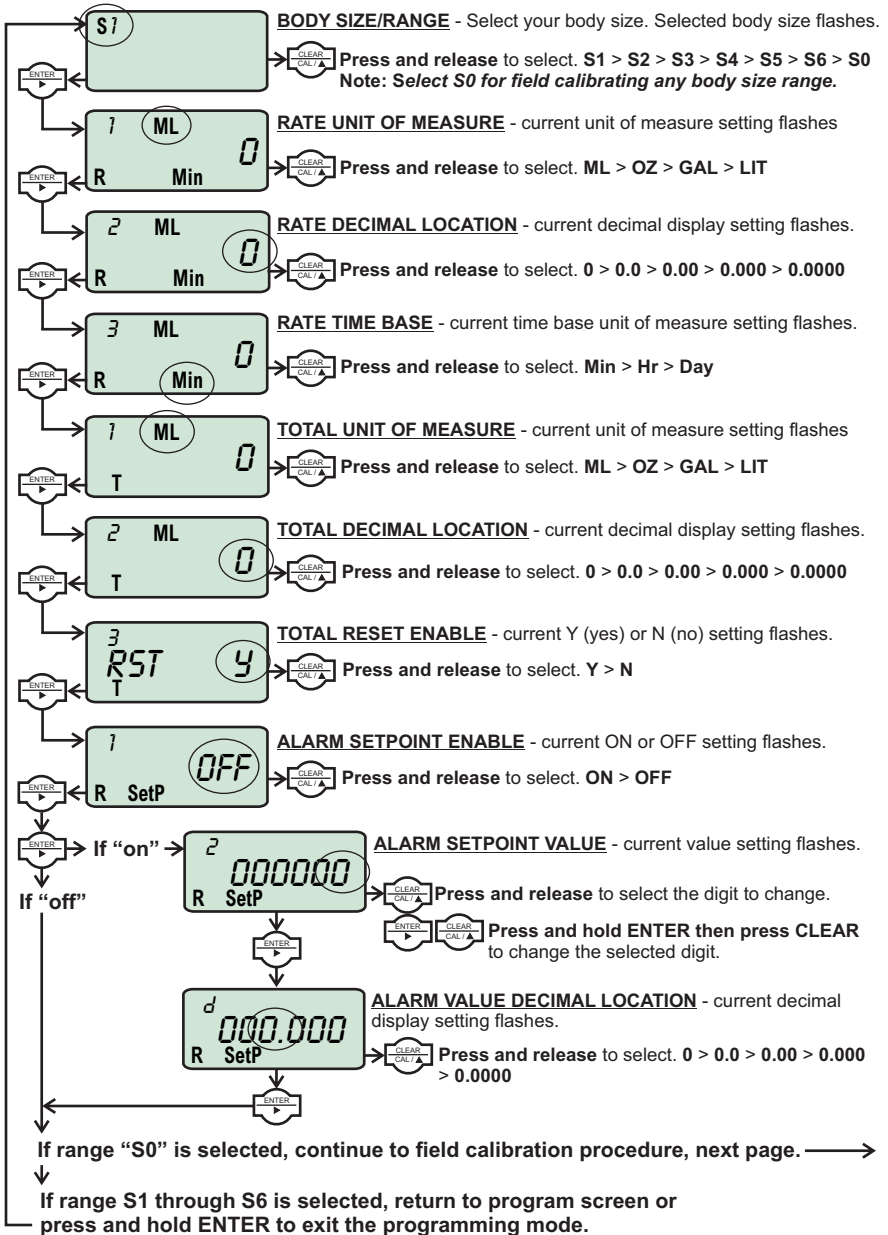 S1
BODY SIZE/RANGE - Select your body size. Selected body size flashes.
CLEAR
CAL / ▲
Press and release to select. S1 > S2 > S3 > S4 > S5 > S6 > S0
Note: Select S0 for field calibrating any body size range.
ENTER
1 ML
0
R Min
RATE UNIT OF MEASURE - current unit of measure setting flashes
CLEAR
CAL / ▲
Press and release to select. ML > OZ > GAL > LIT
ENTER
2 ML
0
R Min
RATE DECIMAL LOCATION - current decimal display setting flashes.
CLEAR
CAL / ▲
Press and release to select. 0 > 0.0 > 0.00 > 0.000 > 0.0000
ENTER
3 ML
0
R Min
RATE TIME BASE - current time base unit of measure setting flashes.
CLEAR
CAL / ▲
Press and release to select. Min > Hr > Day
ENTER
1 ML
0
T
TOTAL UNIT OF MEASURE - current unit of measure setting flashes
CLEAR
CAL / ▲
Press and release to select. ML > OZ > GAL > LIT
ENTER
2 ML
0
T
TOTAL DECIMAL LOCATION - current decimal display setting flashes.
CLEAR
CAL / ▲
Press and release to select. 0 > 0.0 > 0.00 > 0.000 > 0.0000
ENTER
3
RST Y
T
TOTAL RESET ENABLE - current Y (yes) or N (no) setting flashes.
CLEAR
CAL / ▲
Press and release to select. Y > N
ENTER
1
OFF
R SetP
ALARM SETPOINT ENABLE - current ON or OFF setting flashes.
CLEAR
CAL / ▲
Press and release to select. ON > OFF
ENTER
ENTER
If “on”
If “off”
2
000000
R SetP
ALARM SETPOINT VALUE - current value setting flashes.
CLEAR
CAL / ▲
Press and release to select the digit to change.
ENTER
CLEAR
CAL / ▲
Press and hold ENTER then press CLEAR
to change the selected digit.
ENTER
d
000.000
R SetP
ALARM VALUE DECIMAL LOCATION - current decimal
display setting flashes.
CLEAR
CAL / ▲
Press and release to select. 0 > 0.0 > 0.00 > 0.000
> 0.0000
ENTER
If range “S0” is selected, continue to field calibration procedure, next page.
If range S1 through S6 is selected, return to program screen or
press and hold ENTER to exit the programming mode.